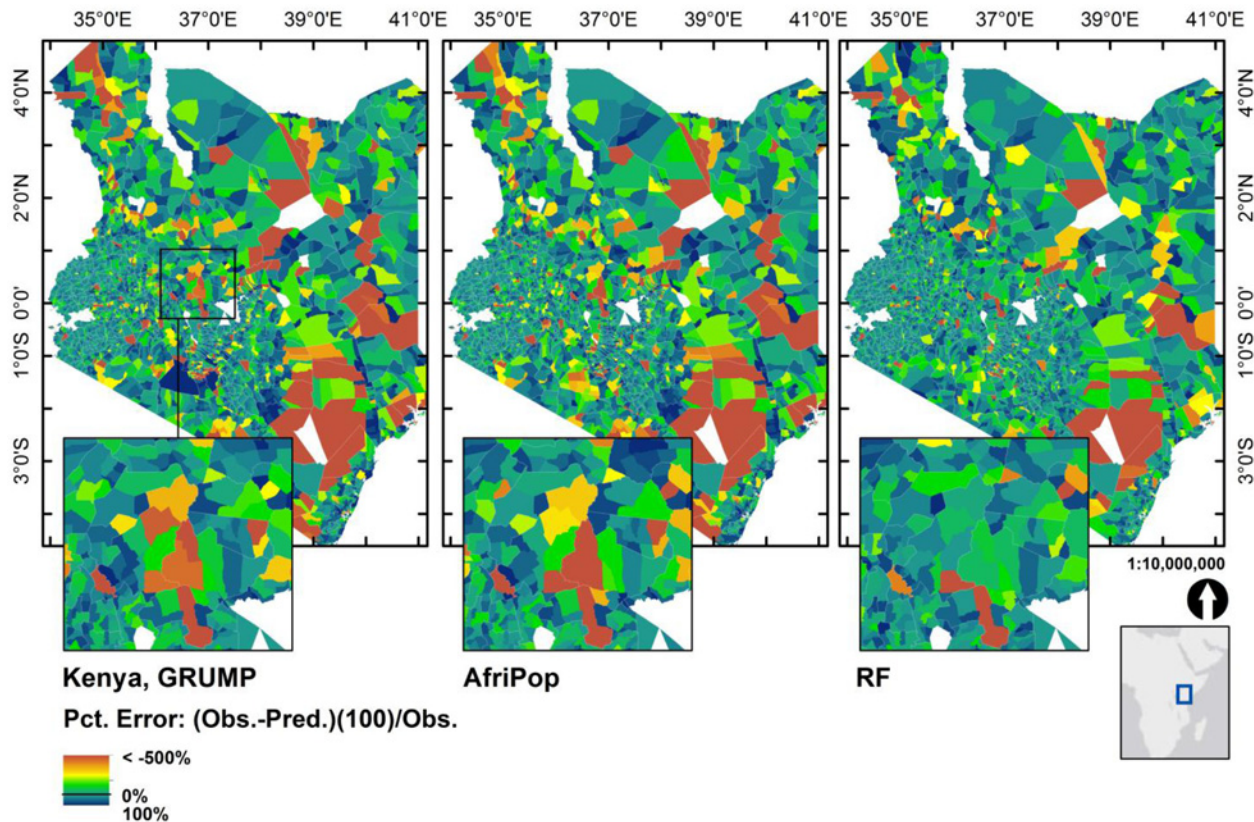 35°0'E 37°0'E 39°0'E 41°0'E 35°0'E 37°0'E 39°0'E 41°0'E 35°0'E 37°0'E 39°0'E 41°0'E
4°0'N 4°0'N
2°0'N 2°0'N
0°0' 0°0'
1°0'S 1°0'S
3°0'S 3°0'S
1:10,000,000
Kenya, GRUMP AfriPop RF
Pct. Error: (Obs.-Pred.)(100)/Obs.
< -500%
0%
100%